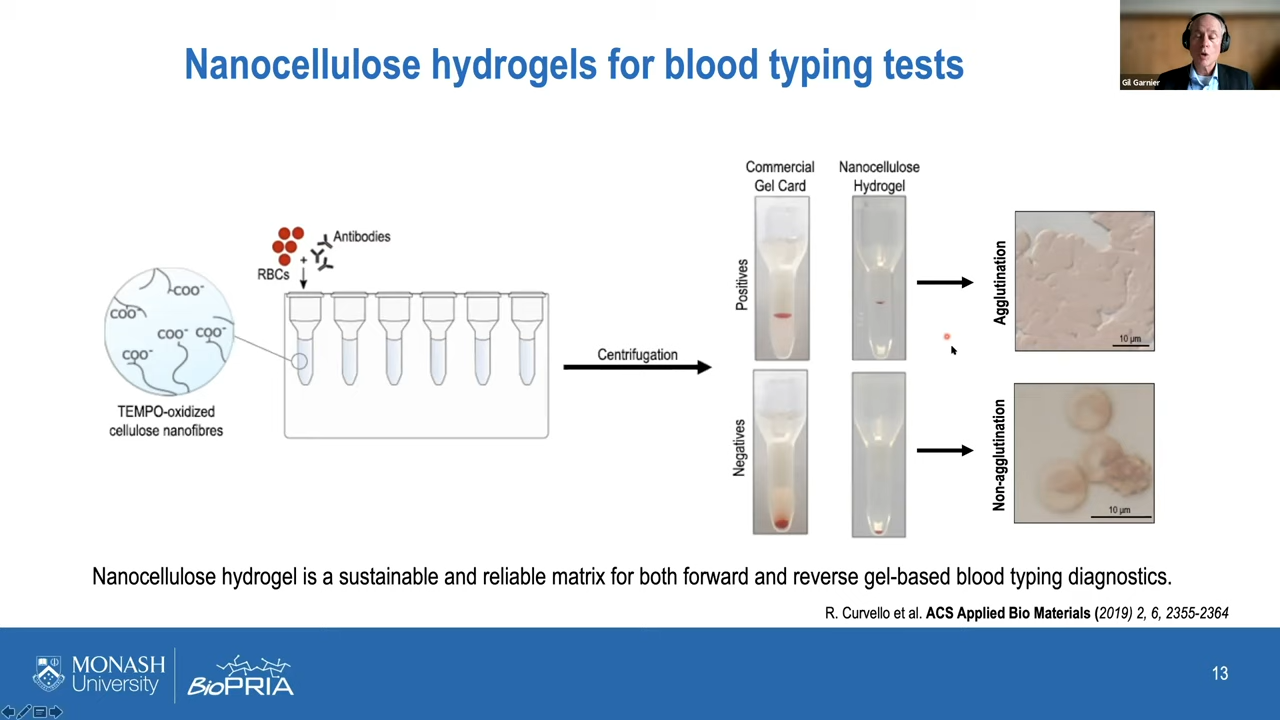 Nanocellulose hydrogels for blood typing tests
Gil Garnier
Commercial
Gel Card
Nanocellulose
Hydrogel
Antibodies
+
RBCs
COO-
COO-
COO-
COO-
COO-
TEMPO-oxidized
cellulose nanofibres
Centrifugation
Positives
Negatives
Agglutination
10 µm
Non-agglutination
10 µm
Nanocellulose hydrogel is a sustainable and reliable matrix for both forward and reverse gel-based blood typing diagnostics.
R. Curvello et al. ACS Applied Bio Materials (2019) 2, 6, 2355-2364
MONASH
University
BioPRIA
13